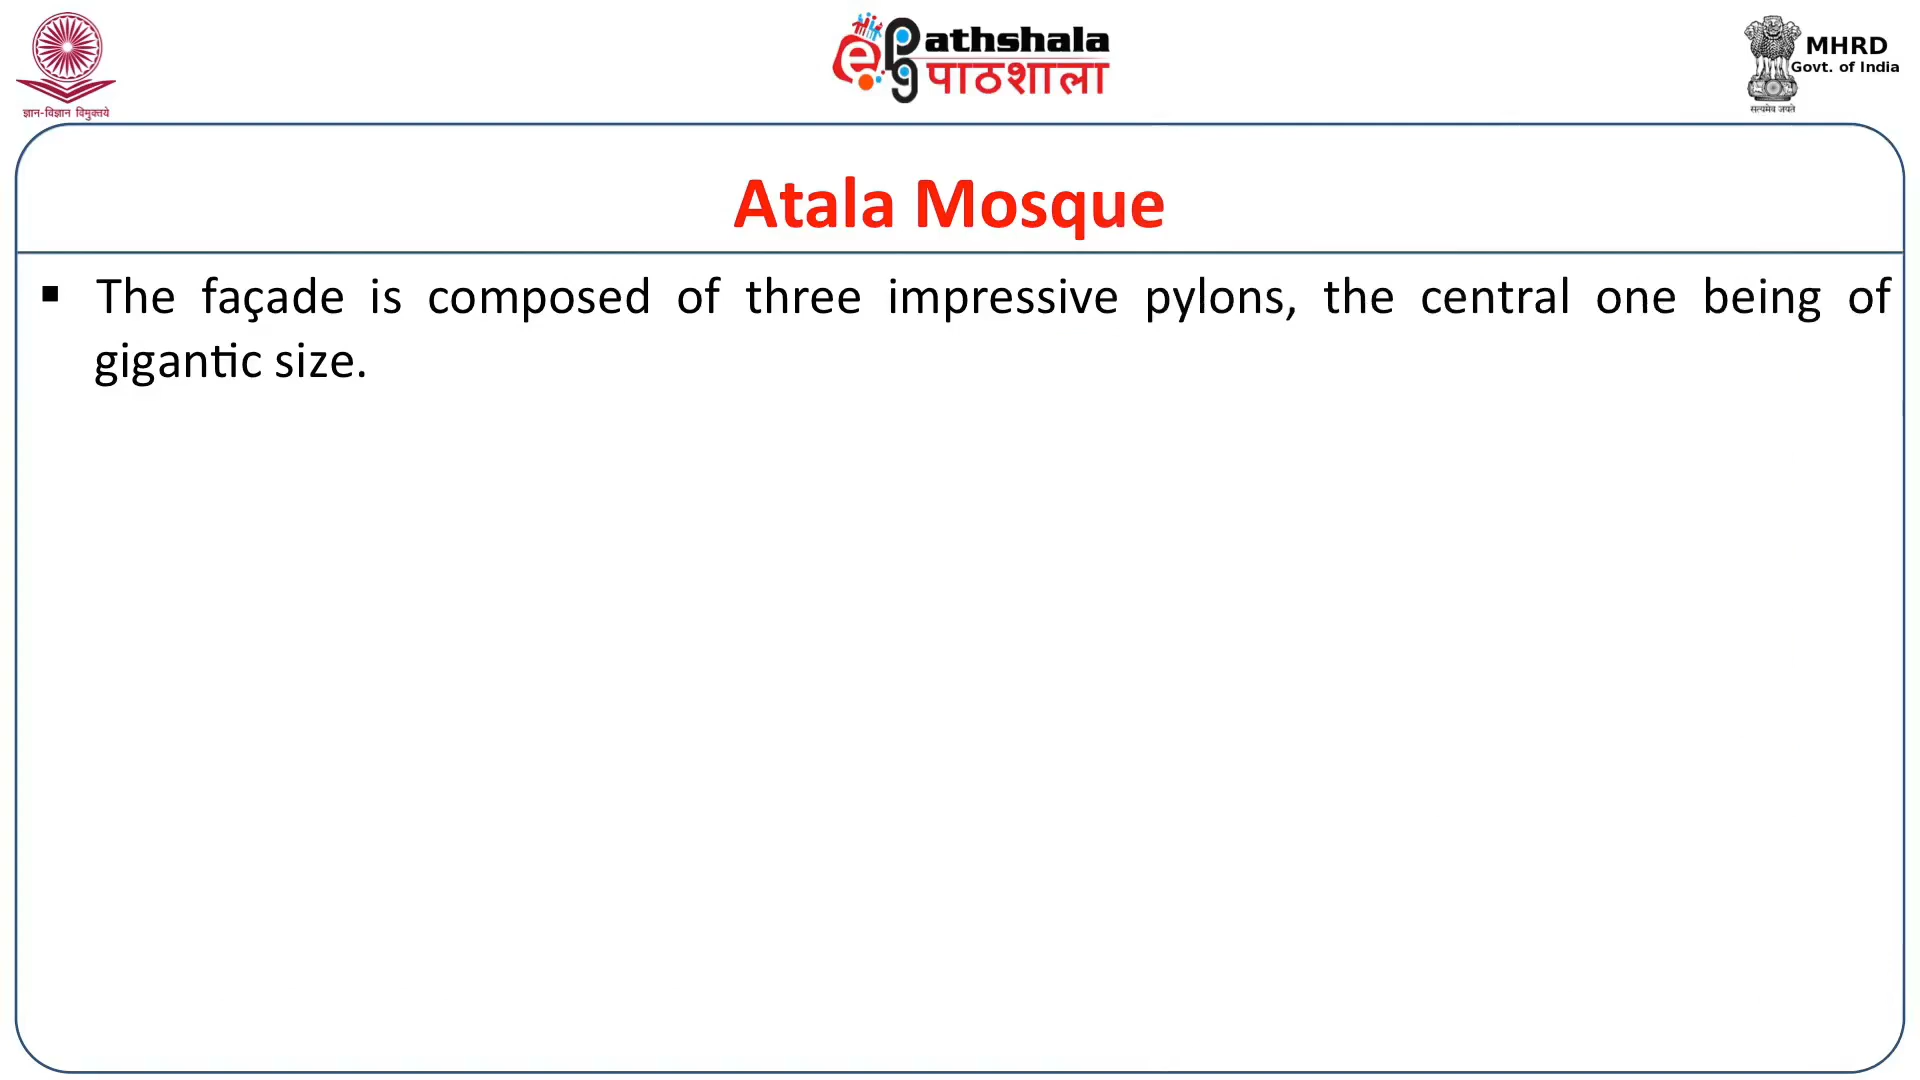 ज्ञान-विज्ञान विमुक्तये
ePathshala
पाठशाला
MHRD
Govt. of India
सत्यमेव जयते
Atala Mosque
▪ The façade is composed of three impressive pylons, the central one being of
gigantic size.